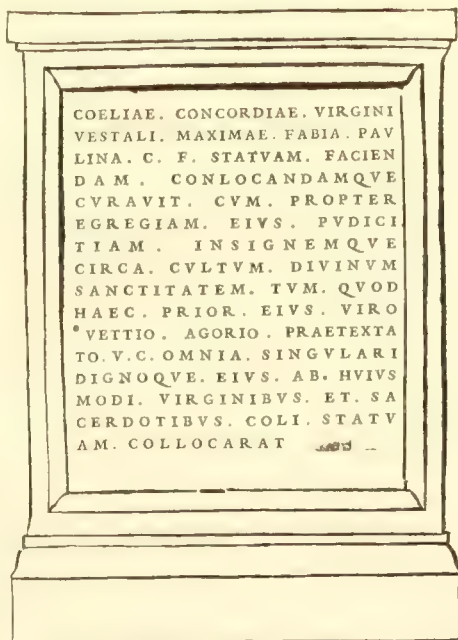 COELIAE. CONCORDIAE. VIRGINI
VESTALI. MAXIMAE. FABIA. PAV
LINA. C. F. STATVAM. FACIEN
DAM. CONLOCANDAMQVE
CVRAVIT. CVM. PROPTER
EGREGIAM. EIVS. PVDICI
TIAM. INSIGNEMQVE
CIRCA. CVLTVM. DIVINVM
SANCTITATEM. TVM. QVOD
HAEC. PRIOR. EIVS. VIRO
VETTIO. AGORIO. PRAETEXTA
TO. V. C. OMNIA. SINGVLARI
DIGNOQVE. EIVS. AB. HVIVS
MODI. VIRGINIBVS. ET. SA
CERDOTIBVS. COLI. STATV
AM. COLLOCARAT